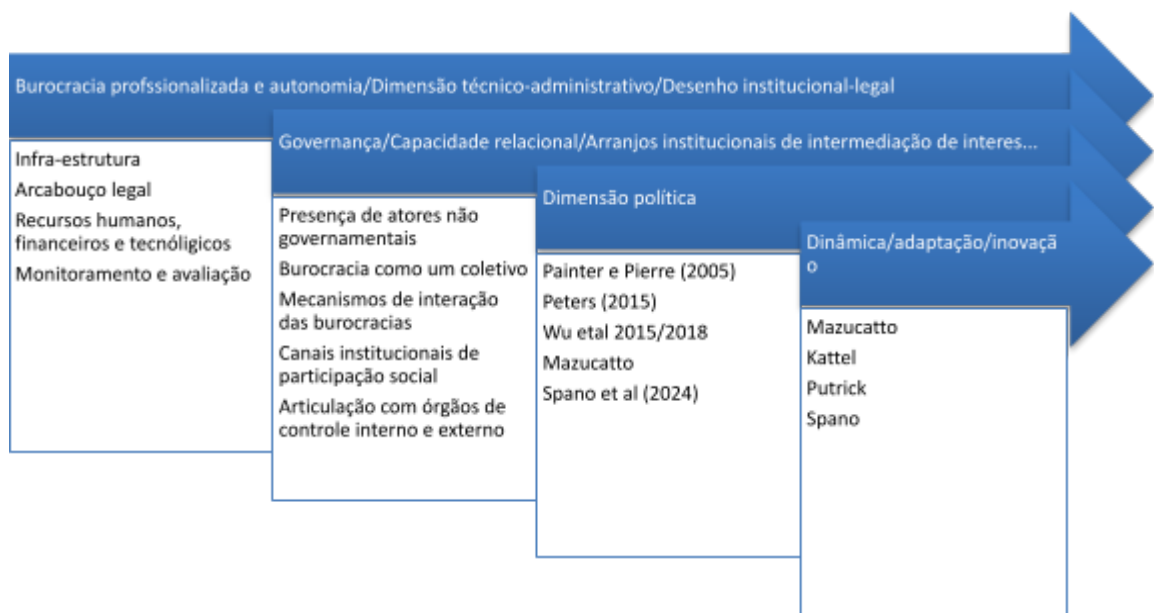 Burocracia profssionalizada e autonomia/Dimensão técnico-administrativo/Desenho institucional-legal
Infra-estrutura
Arcabouço legal
Recursos humanos,
financeiros e tecnóligicos
Monitoramento e avaliação
Governança/Capacidade relacional/Arranjos institucionais de intermediação de interes...
Presença de atores não
governamentais
Burocracia como um coletivo
Mecanismos de interação
das burocracias
Canais institucionais de
participação social
Articulação com órgãos de
controle interno e externo
Dimensão política
Painter e Pierre (2005)
Peters (2015)
Wu etal 2015/2018
Mazucatto
Spano et al (2024)
Dinâmica/adaptação/inovaçã
o
Mazucatto
Kattel
Putrick
Spano